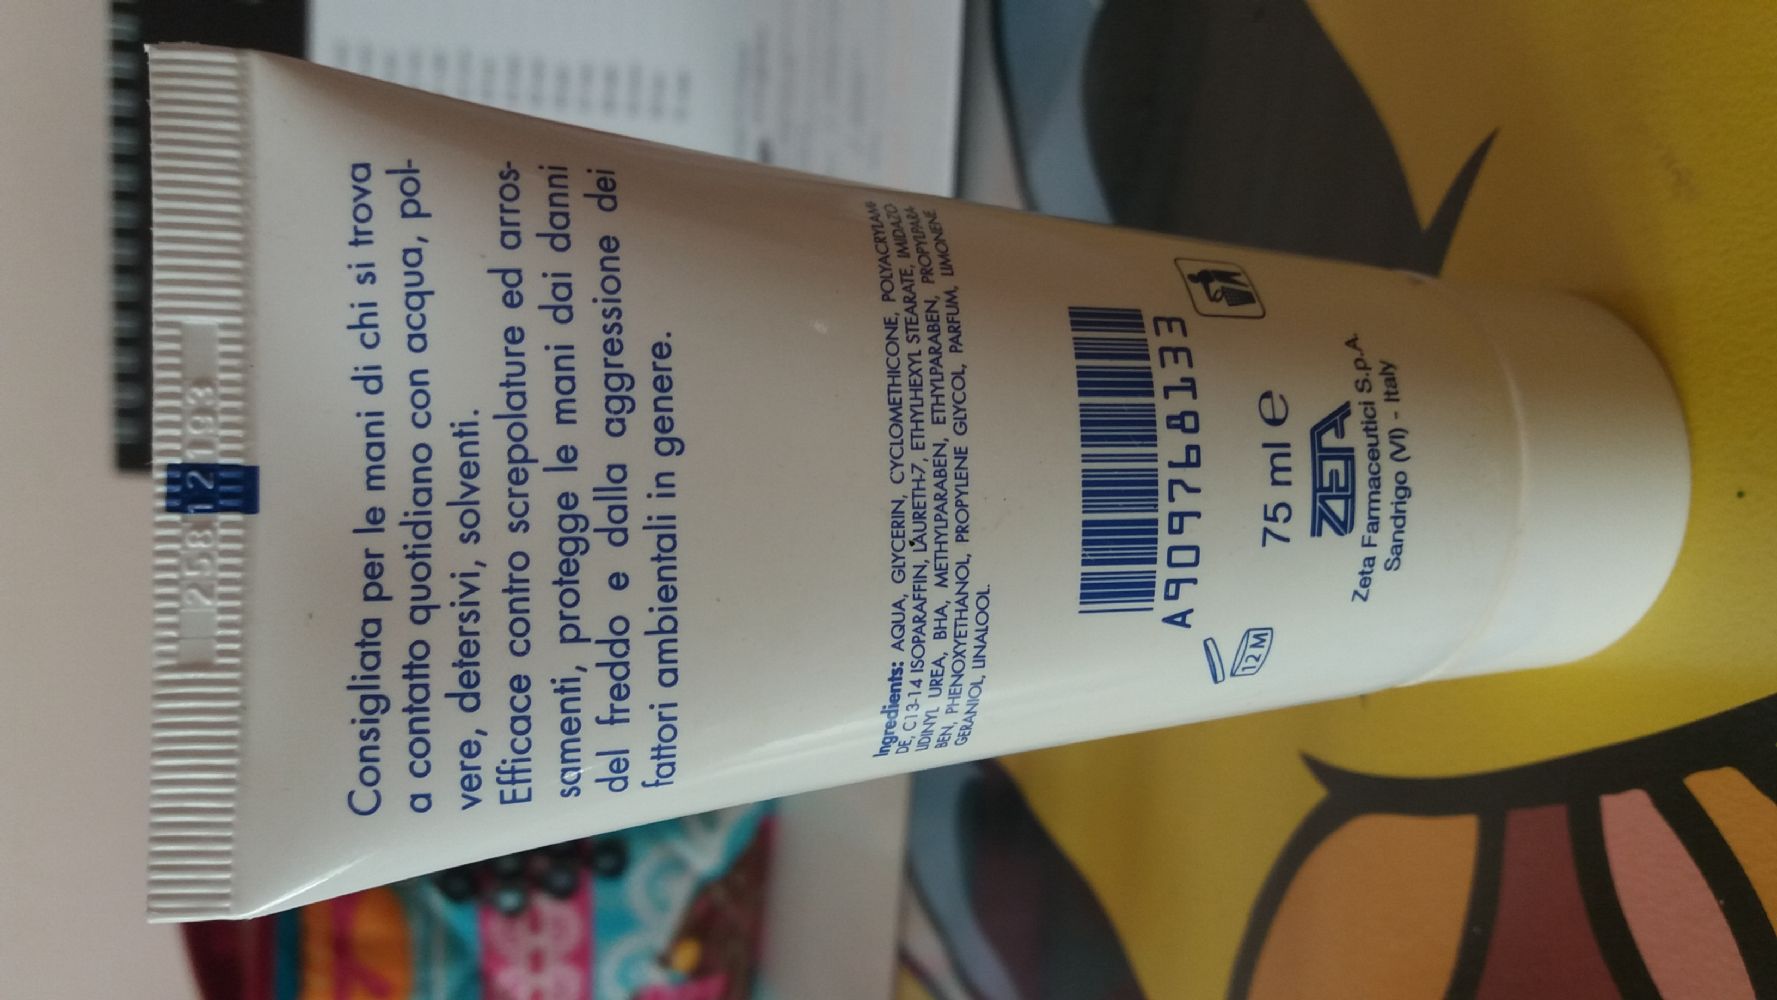 258 12 193
Consigliata per le mani di chi si trova
a contatto quotidiano con acqua, pol-
vere, detersivi, solventi.
Efficace contro screpolature ed arros-
samenti, protegge le mani dai danni
del freddo e dalla aggressione dei
fattori ambientali in genere.
Ingredients: AQUA, GLYCERIN, CYCLOMETHICONE, POLYACRYLAMI
DE, C13-14 ISOPARAFFIN, LAURETH-7, ETHYLHEXYL STEARATE, IMIDAZO
LIDINYL UREA, BHA, METHYLPARABEN, ETHYLPARABEN, PROPYLPARA
BEN, PHENOXYETHANOL, PROPYLENE GLYCOL, PARFUM, LIMONENE
GERANIOL, LINALOOL.
A909768133
12 M
75 ml e
ZETA
Zeta Farmaceutici S.p.A.
Sandrigo (VI) - Italy